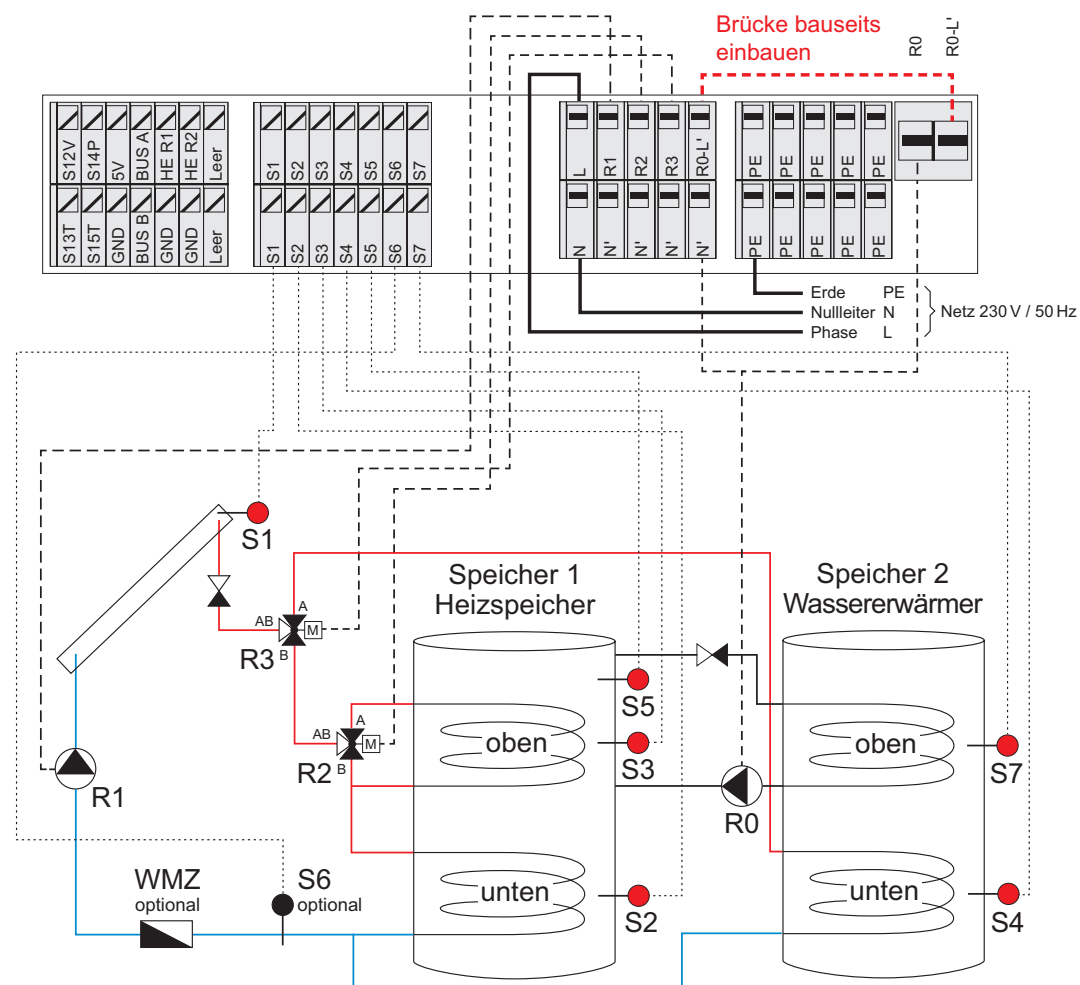 Brücke bauseits
einbauen
R0
R0-L'
S12V
S14P
5V
BUS A
HE R1
HE R2
Leer
S1
S2
S3
S4
S5
S6
S7
L
R1
R2
R3
R0-L'
PE
PE
PE
PE
PE
S13T
S15T
GND
BUS B
GND
GND
Leer
S1
S2
S3
S4
S5
S6
S7
N
N'
N'
N'
N'
PE
PE
PE
PE
PE
Erde PE
Nullleiter N
Phase L
Netz 230 V / 50 Hz
S1
Speicher 1
Heizspeicher
Speicher 2
Wassererwärmer
A
AB
M
R3
B
S5
A
AB
M
R2
B
oben
S3
oben
S7
R1
R0
WMZ
optional
S6
optional
unten
S2
unten
S4